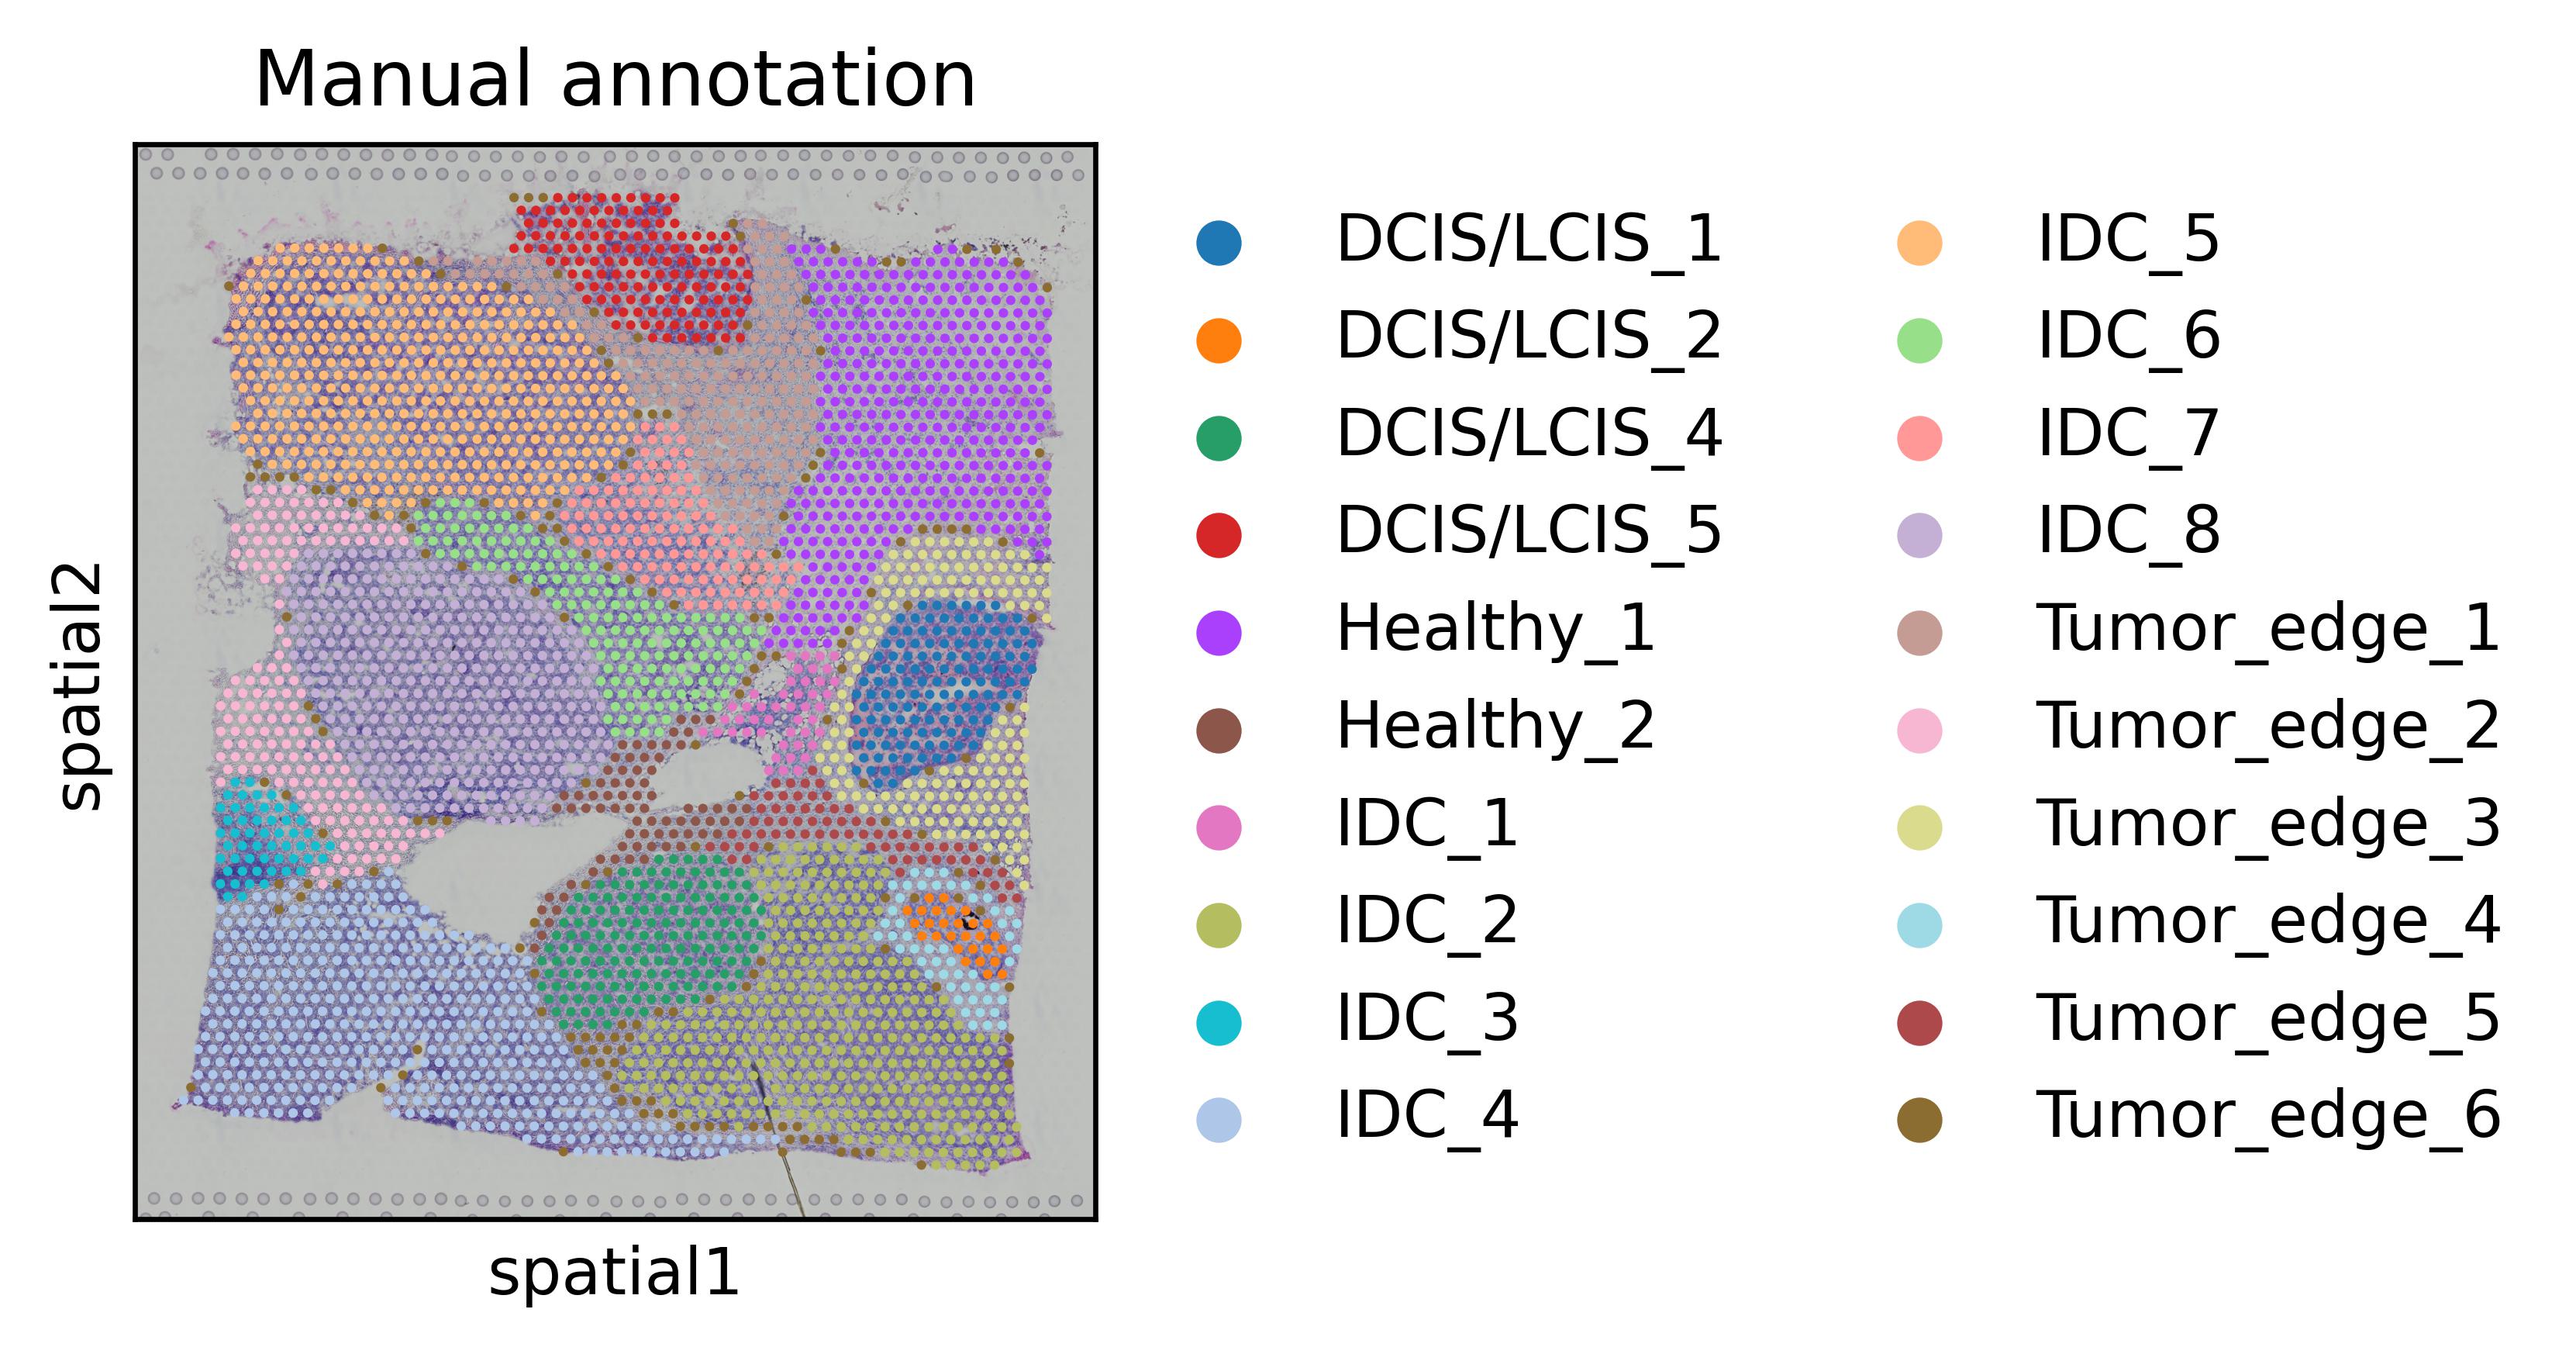 Manual annotation
spatial2
spatial1
DCIS/LCIS_1
DCIS/LCIS_2
DCIS/LCIS_4
DCIS/LCIS_5
Healthy_1
Healthy_2
IDC_1
IDC_2
IDC_3
IDC_4
IDC_5
IDC_6
IDC_7
IDC_8
Tumor_edge_1
Tumor_edge_2
Tumor_edge_3
Tumor_edge_4
Tumor_edge_5
Tumor_edge_6